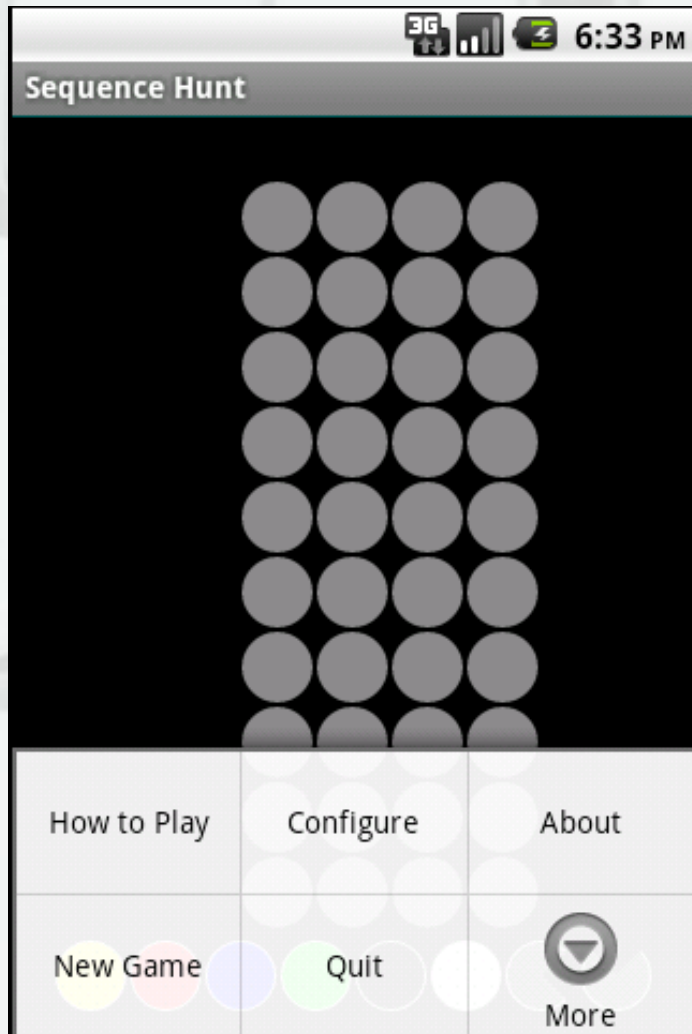 3G 6:33 PM
Sequence Hunt
How to Play Configure About
New Game Quit
More